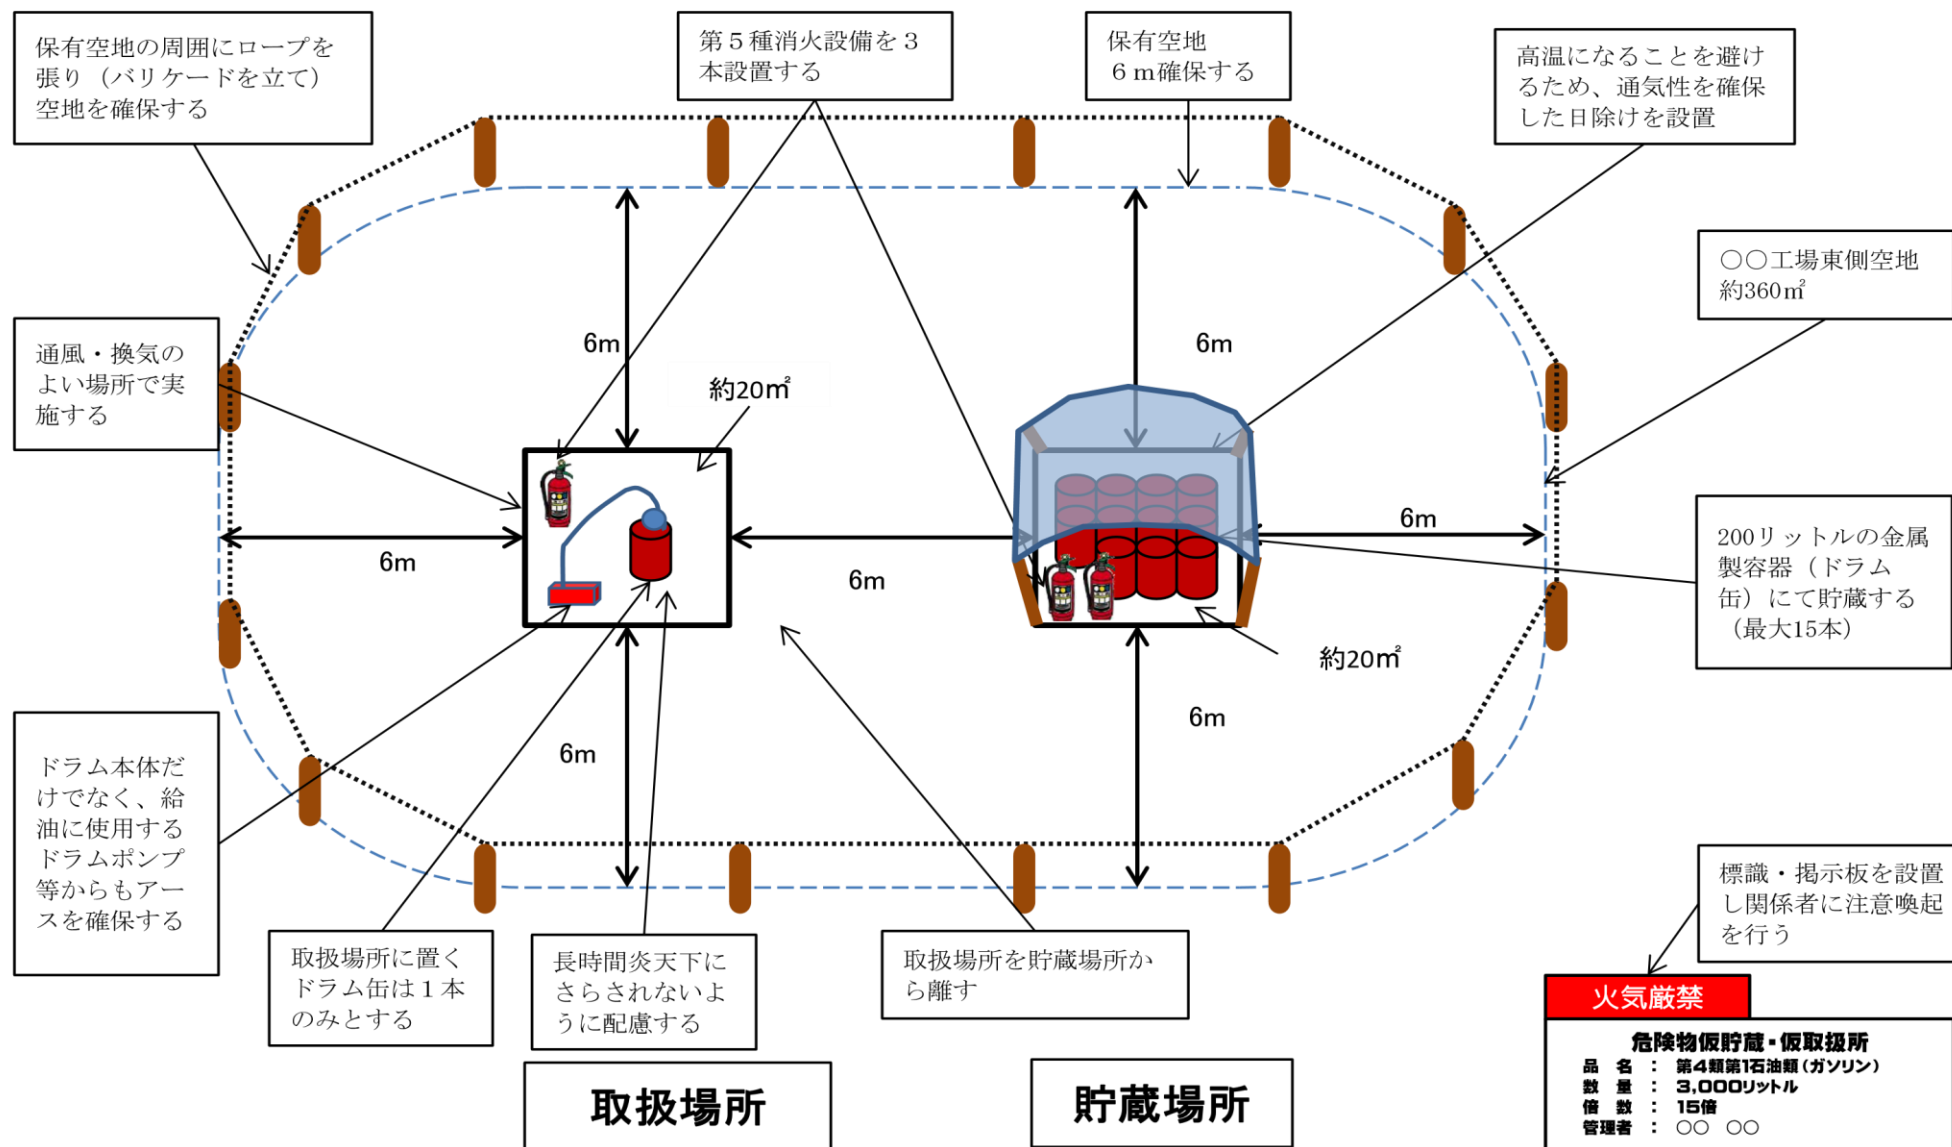 保有空地の周囲にロープを
張り（バリケードを立て）
空地を確保する
第５種消火設備を３
本設置する
保有空地
６ｍ確保する
高温になることを避け
るため、通気性を確保
した日除けを設置
○○工場東側空地
約360㎡
通風・換気の
よい場所で実
施する
6m
6m
約20㎡
6m
6m
6m
200リットルの金属
製容器（ドラム
缶）にて貯蔵する
（最大15本）
約20㎡
6m
6m
ドラム本体だ
けでなく、給
油に使用する
ドラムポンプ
等からもアー
スを確保する
取扱場所に置く
ドラム缶は１本
のみとする
長時間炎天下に
さらされないよ
うに配慮する
取扱場所を貯蔵場所か
ら離す
標識・掲示板を設置
し関係者に注意喚起
を行う
取扱場所
貯蔵場所
火気厳禁
危険物仮貯蔵・仮取扱所
品　名　：　第4類第1石油類（ガソリン）
数　量　：　3,000リットル
倍　数　：　15倍
管理者　：　○○　○○